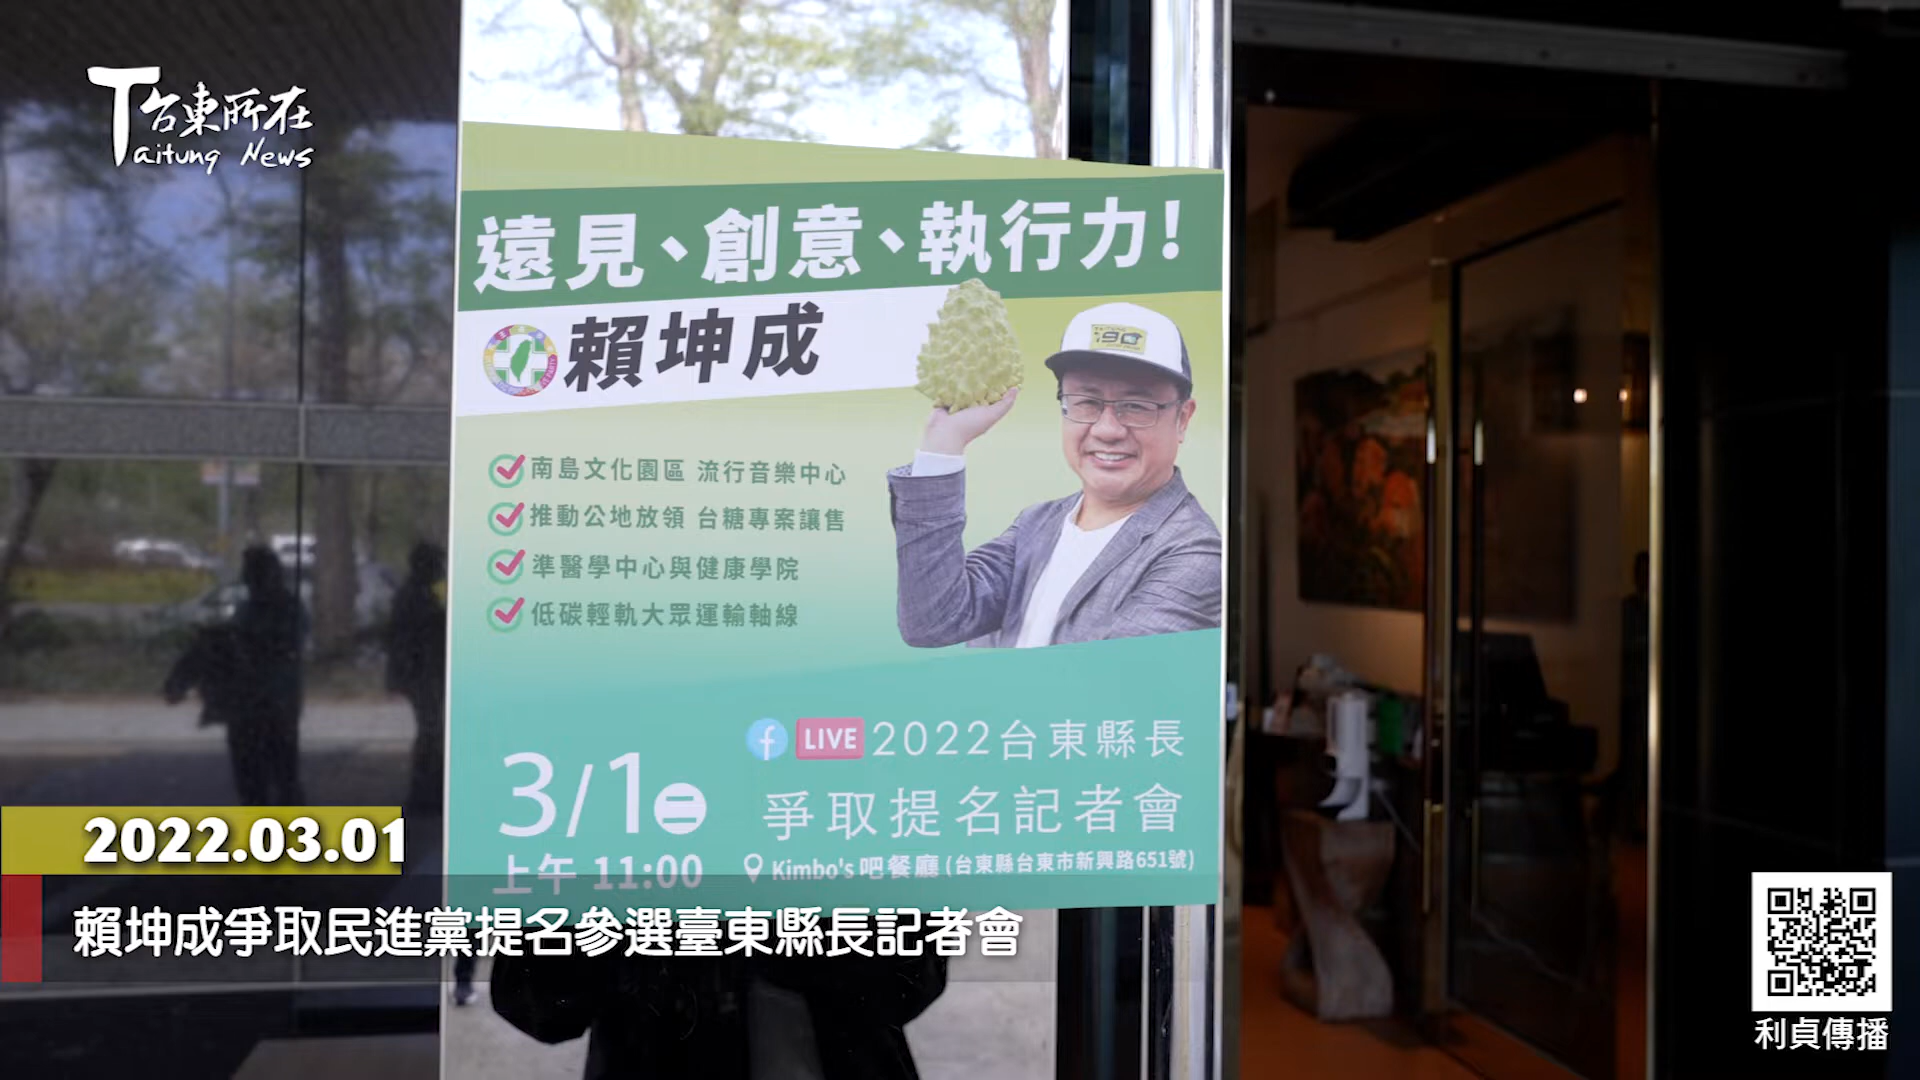 台東所在
Taitung News
遠見、創意、執行力!
賴坤成
南島文化園區 流行音樂中心
推動公地放領 台糖專案讓售
準醫學中心與健康學院
低碳輕軌大眾運輸軸線
LIVE 2022台東縣長
爭取提名記者會
3/1㊁
上午 11:00
Kimbo's 吧餐廳 (台東縣台東市新興路651號)
2022.03.01
賴坤成爭取民進黨提名參選臺東縣長記者會
利貞傳播